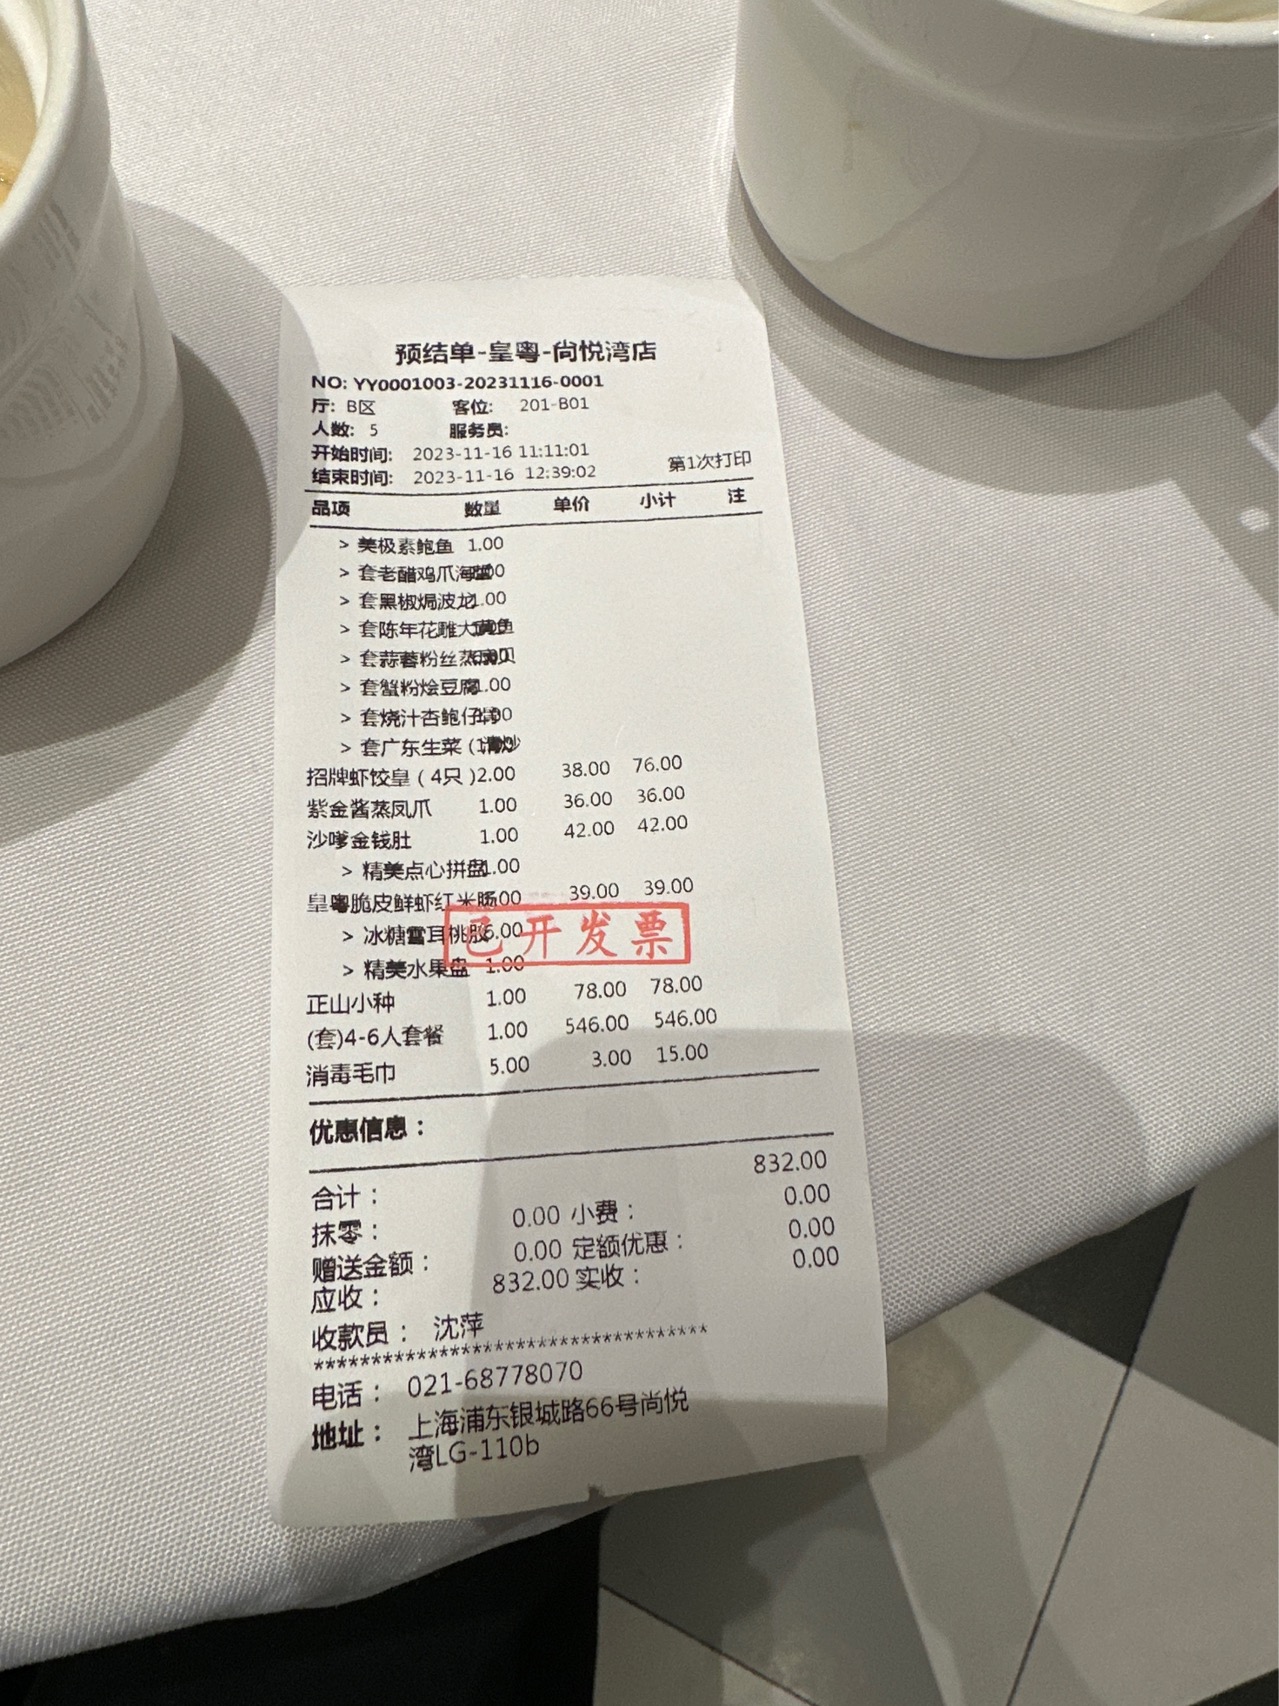 预结单-皇粤-尚悦湾店
NO: YY0001003-20231116-0001
厅: B区 客位: 201-B01
人数: 5 服务员:
开始时间: 2023-11-16 11:11:01
结束时间: 2023-11-16 12:39:02 第1次打印
品项 数量 单价 小计 注
> 美极素鲍鱼 1.00
> 套老醋鸡爪海
> 套黑椒焗波龙1.00
> 套陈年花雕大黄鱼
> 套蒜蓉粉丝蒸
> 套蟹粉烩豆腐1.00
> 套烧汁杏鲍仔
> 套广东生菜(清炒
招牌虾饺皇(4只)2.00 38.00 76.00
紫金酱蒸凤爪 1.00 36.00 36.00
沙嗲金钱肚 1.00 42.00 42.00
> 精美点心拼盘1.00
皇粤脆皮鲜虾红米肠 39.00 39.00
> 冰糖雪耳桃胶6.00
已开发票
> 精美水果盘 1.00
正山小种 1.00 78.00 78.00
(套)4-6人套餐 1.00 546.00 546.00
消毒毛巾 5.00 3.00 15.00
优惠信息:
合计: 832.00
抹零: 0.00 小费: 0.00
赠送金额: 0.00 定额优惠: 0.00
应收: 832.00 实收: 0.00
收款员: 沈萍
**********************************
电话: 021-68778070
地址: 上海浦东银城路66号尚悦
湾LG-110b